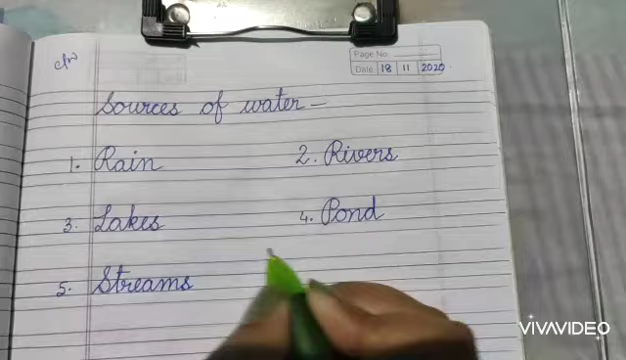 c/w
Page No.
Date 18 11 2020
Sources of water –
1. Rain 2. Rivers
3. Lakes 4. Pond
5. Streams
VIVAVIDEO